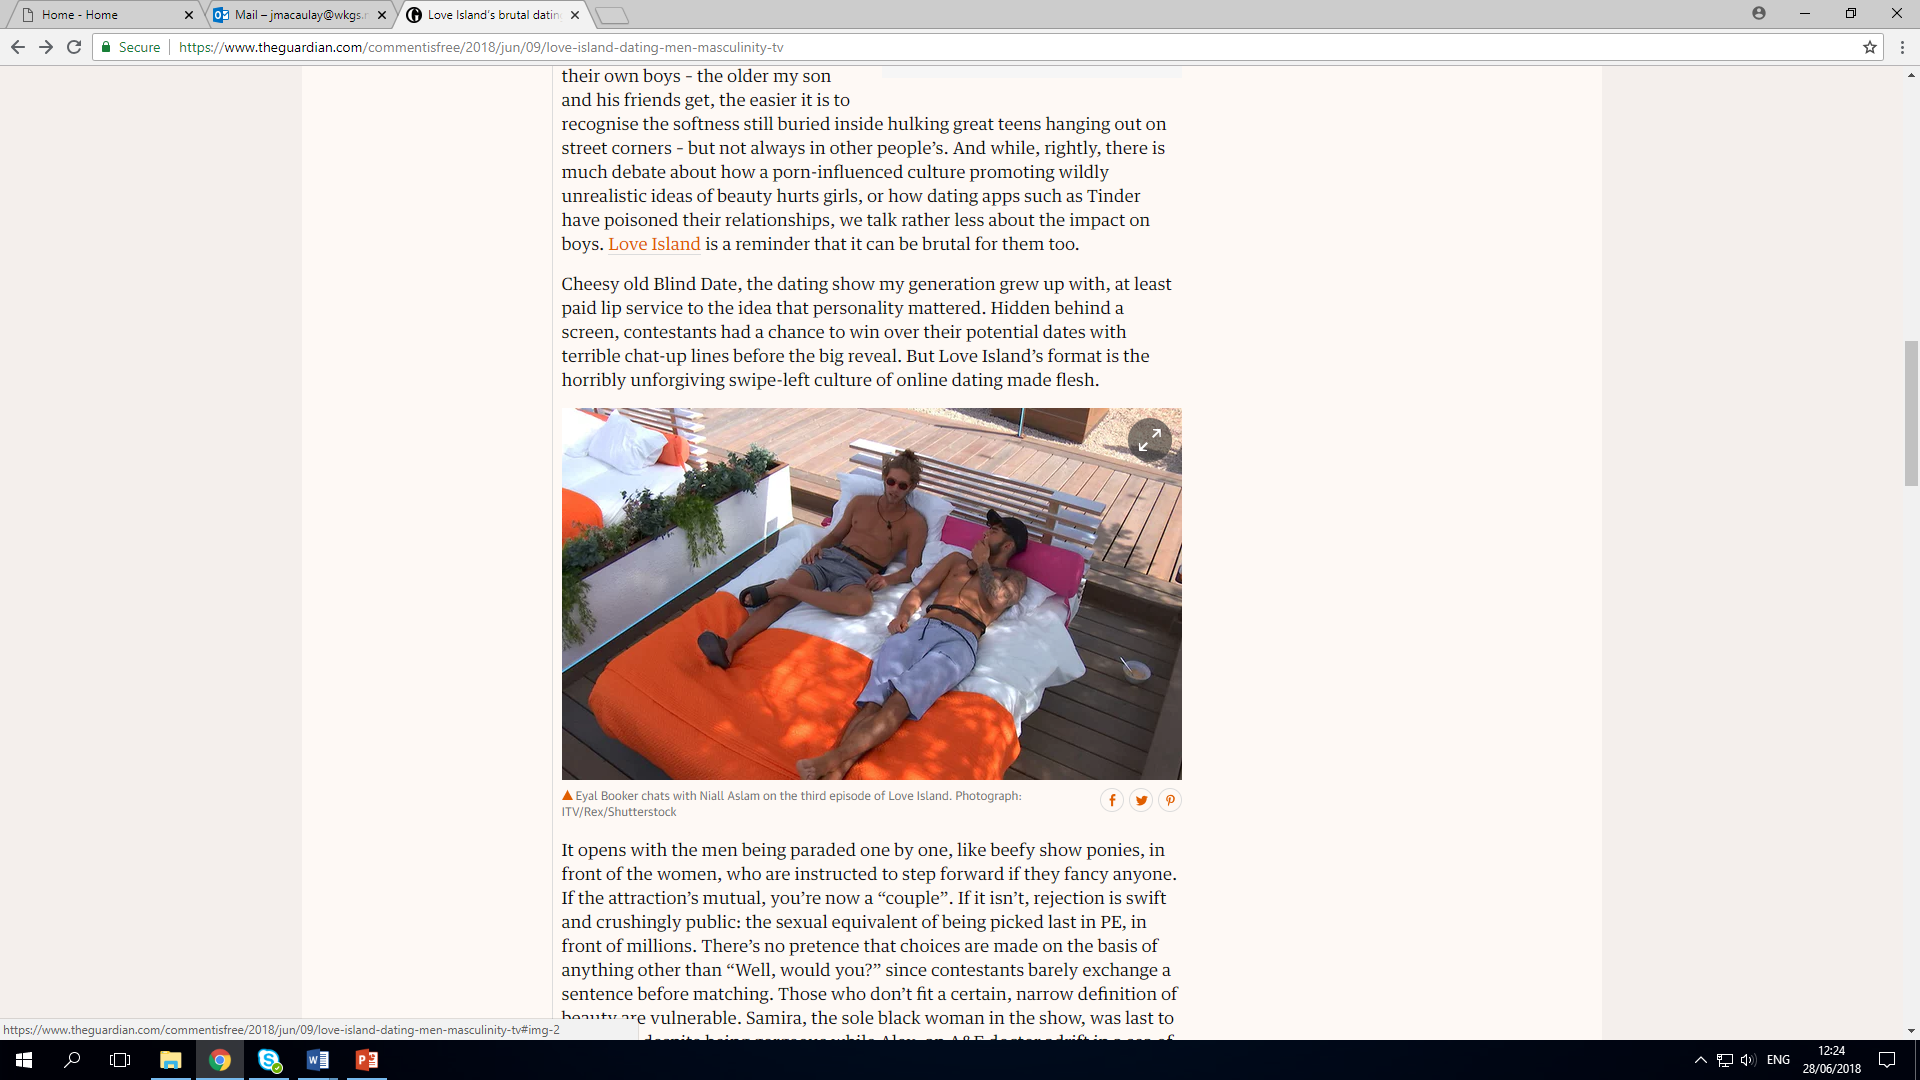 Home - Home
Mail – jmacaulay@wkgs.
Love Island's brutal datin
Secure
https://www.theguardian.com/commentisfree/2018/jun/09/love-island-dating-men-masculinity-tv
their own boys – the older my son
and his friends get, the easier it is to
recognise the softness still buried inside hulking great teens hanging out on
street corners – but not always in other people’s. And while, rightly, there is
much debate about how a porn-influenced culture promoting wildly
unrealistic ideas of beauty hurts girls, or how dating apps such as Tinder
have poisoned their relationships, we talk rather less about the impact on
boys. Love Island is a reminder that it can be brutal for them too.
Cheesy old Blind Date, the dating show my generation grew up with, at least
paid lip service to the idea that personality mattered. Hidden behind a
screen, contestants had a chance to win over their potential dates with
terrible chat-up lines before the big reveal. But Love Island’s format is the
horribly unforgiving swipe-left culture of online dating made flesh.
Eyal Booker chats with Niall Aslam on the third episode of Love Island. Photograph:
ITV/Rex/Shutterstock
It opens with the men being paraded one by one, like beefy show ponies, in
front of the women, who are instructed to step forward if they fancy anyone.
If the attraction’s mutual, you’re now a “couple”. If it isn’t, rejection is swift
and crushingly public: the sexual equivalent of being picked last in PE, in
front of millions. There’s no pretence that choices are made on the basis of
anything other than “Well, would you?” since contestants barely exchange a
sentence before matching. Those who don’t fit a certain, narrow definition of
beauty are vulnerable. Samira, the sole black woman in the show, was last to
https://www.theguardian.com/commentisfree/2018/jun/09/love-island-dating-men-masculinity-tv#img-2
ENG
12:24
28/06/2018